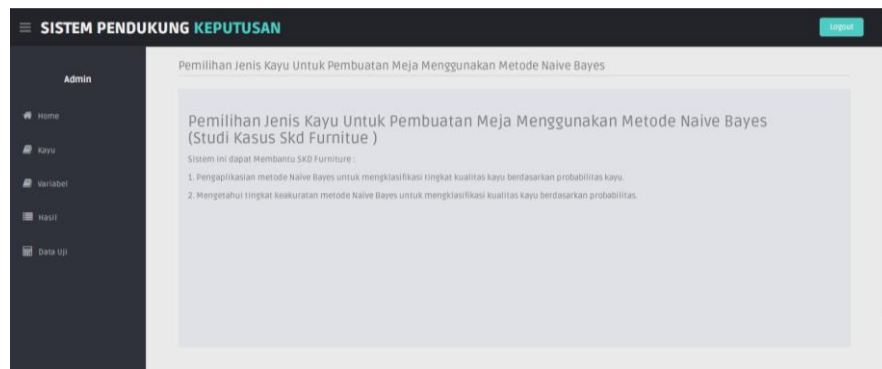 SISTEM PENDUKUNG KEPUTUSAN
Logout
Admin
Home
Kayu
Variabel
Hasil
Data Uji
Pemilihan Jenis Kayu Untuk Pembuatan Meja Menggunakan Metode Naive Bayes
Pemilihan Jenis Kayu Untuk Pembuatan Meja Menggunakan Metode Naive Bayes
(Studi Kasus Skd Furnitue )
Sistem ini dapat Membantu SKD Furniture :
1. Pengaplikasian metode Naive Bayes untuk mengklasifikasi tingkat kualitas kayu berdasarkan probabilitas kayu.
2. Mengetahui tingkat keakuratan metode Naive Bayes untuk mengklasifikasi kualitas kayu berdasarkan probabilitas.